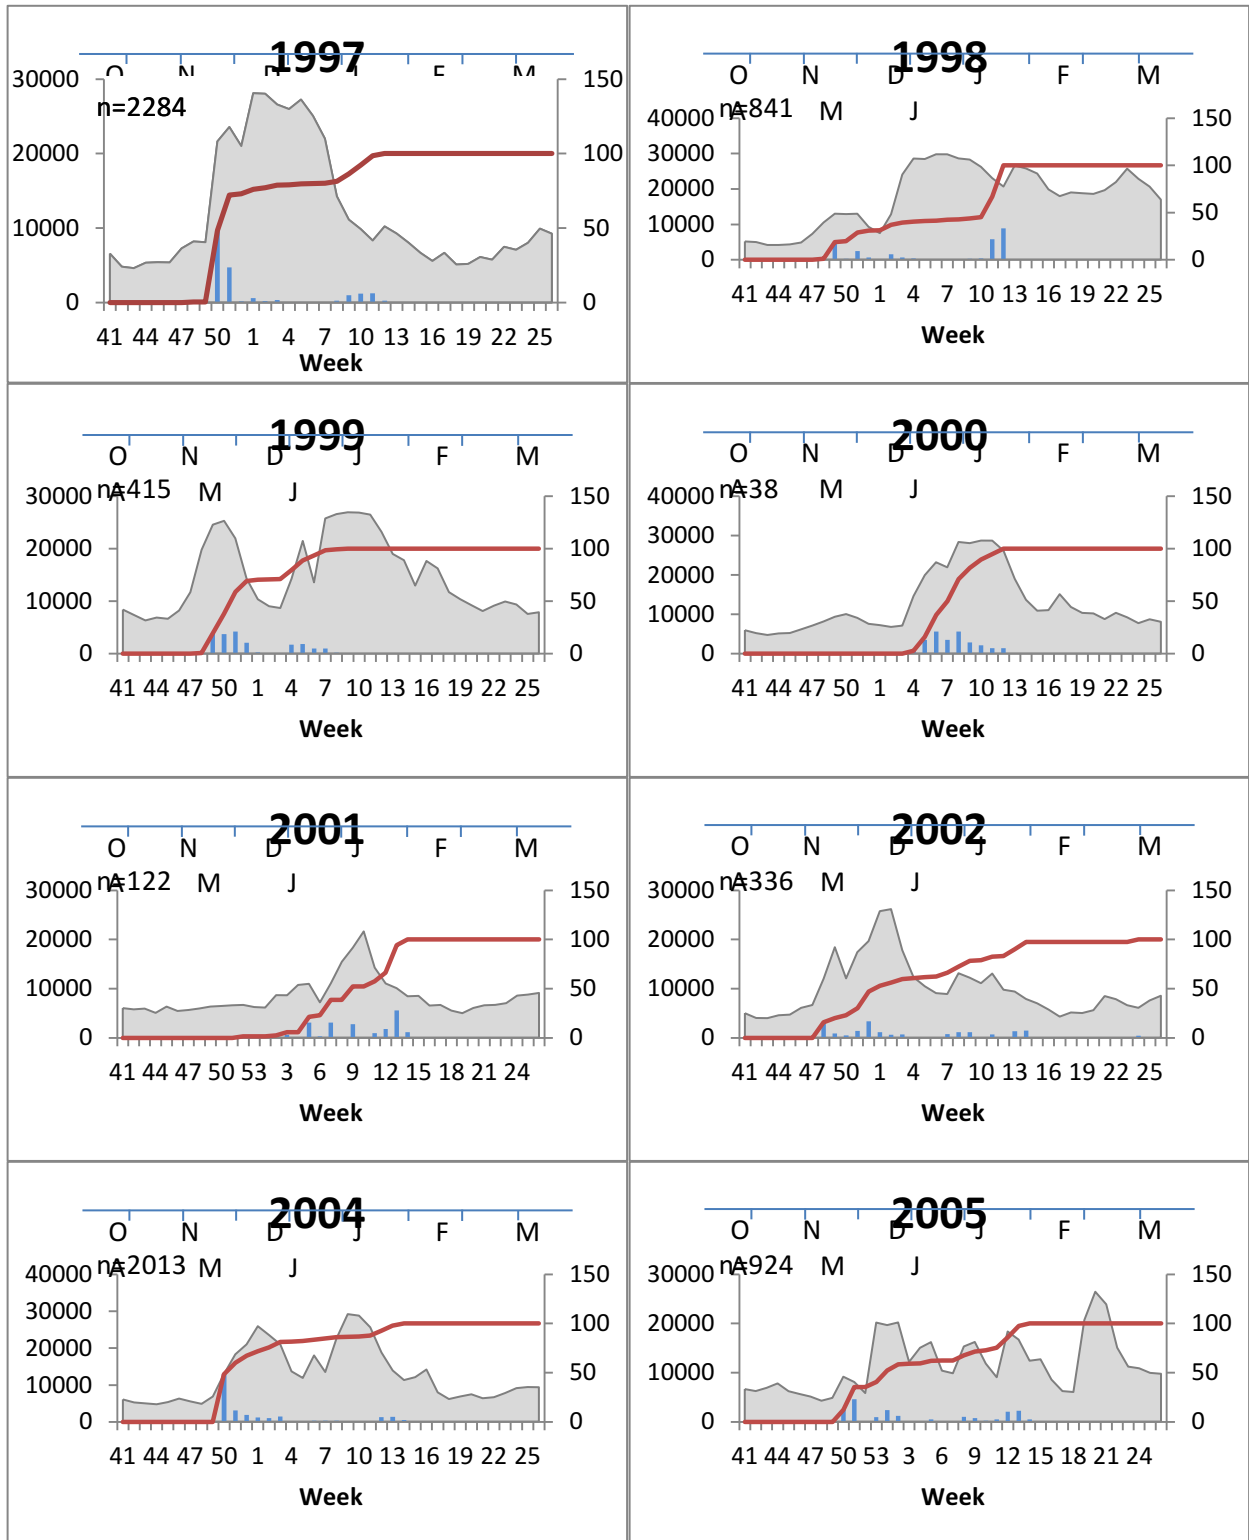 1997
O N D J F M
30000 150
n=2284
20000 100
10000 50
0 0
41 44 47 50 1 4 7 10 13 16 19 22 25
Week
1998
O N D J F M
n=841 A M J
40000 150
30000 100
20000
10000 50
0 0
41 44 47 50 1 4 7 10 13 16 19 22 25
Week
1999
O N D J F M
n=415 A M J
30000 150
20000 100
10000 50
0 0
41 44 47 50 1 4 7 10 13 16 19 22 25
Week
2000
O N D J F M
n=38 A M J
40000 150
30000
20000 100
10000 50
0 0
41 44 47 50 1 4 7 10 13 16 19 22 25
Week
2001
O N D J F M
n=122 A M J
30000 150
20000 100
10000 50
0 0
41 44 47 50 53 3 6 9 12 15 18 21 24
Week
2002
O N D J F M
n=336 A M J
30000 150
20000 100
10000 50
0 0
41 44 47 50 1 4 7 10 13 16 19 22 25
Week
2004
O N D J F M
n=2013 A M J
40000 150
30000
20000 100
10000 50
0 0
41 44 47 50 1 4 7 10 13 16 19 22 25
Week
2005
O N D J F M
n=924 A M J
30000 150
20000 100
10000 50
0 0
41 44 47 50 53 3 6 9 12 15 18 21 24
Week